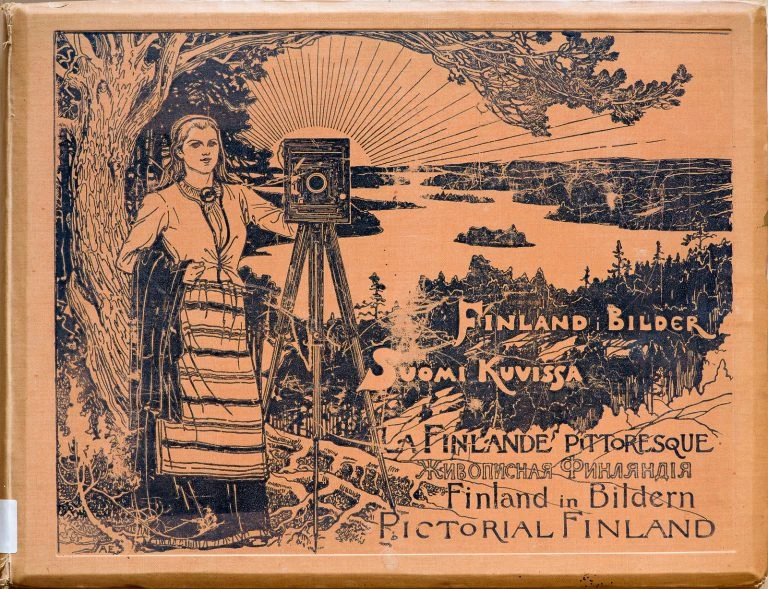 FINLAND i BILDER
SUOMI KUVISSA
LA FINLANDE PITTORESQUE
ЖИВОПИСНАЯ ФИНЛЯНДІЯ
Finland in Bildern
PICTORIAL FINLAND